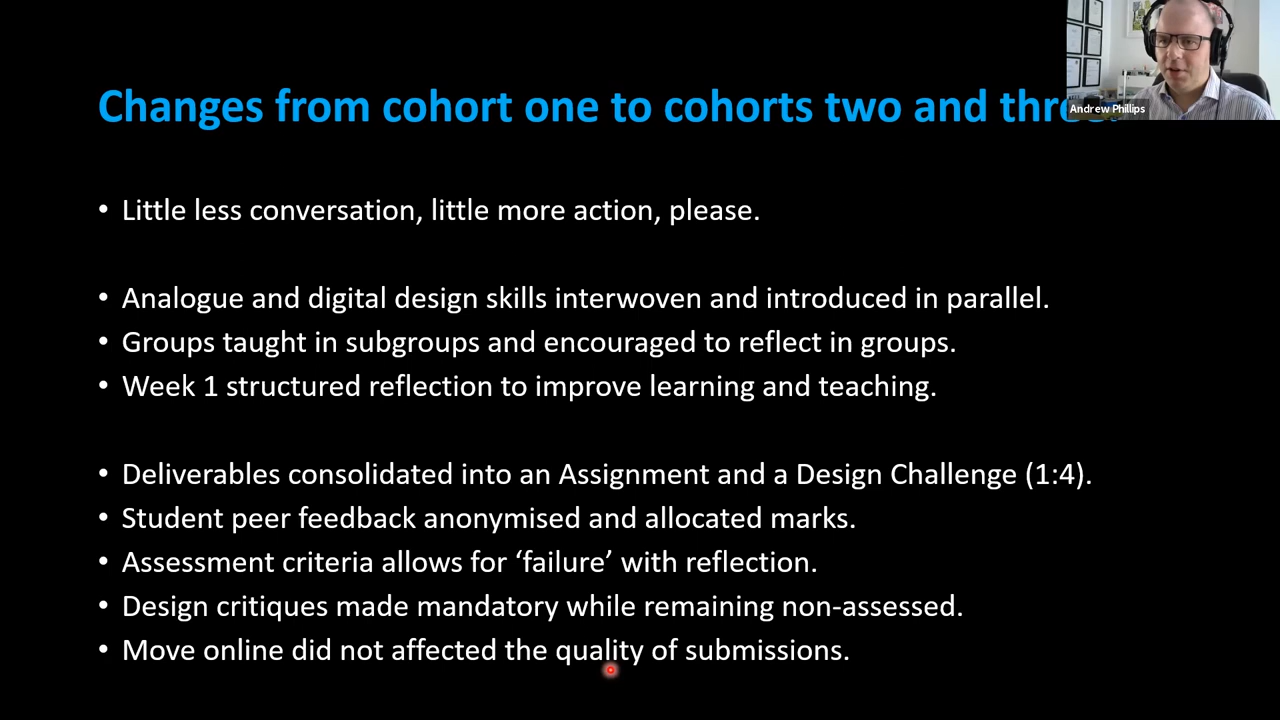 Changes from cohort one to cohorts two and three.
Andrew Phillips
• Little less conversation, little more action, please.
• Analogue and digital design skills interwoven and introduced in parallel.
• Groups taught in subgroups and encouraged to reflect in groups.
• Week 1 structured reflection to improve learning and teaching.
• Deliverables consolidated into an Assignment and a Design Challenge (1:4).
• Student peer feedback anonymised and allocated marks.
• Assessment criteria allows for ‘failure’ with reflection.
• Design critiques made mandatory while remaining non-assessed.
• Move online did not affected the quality of submissions.